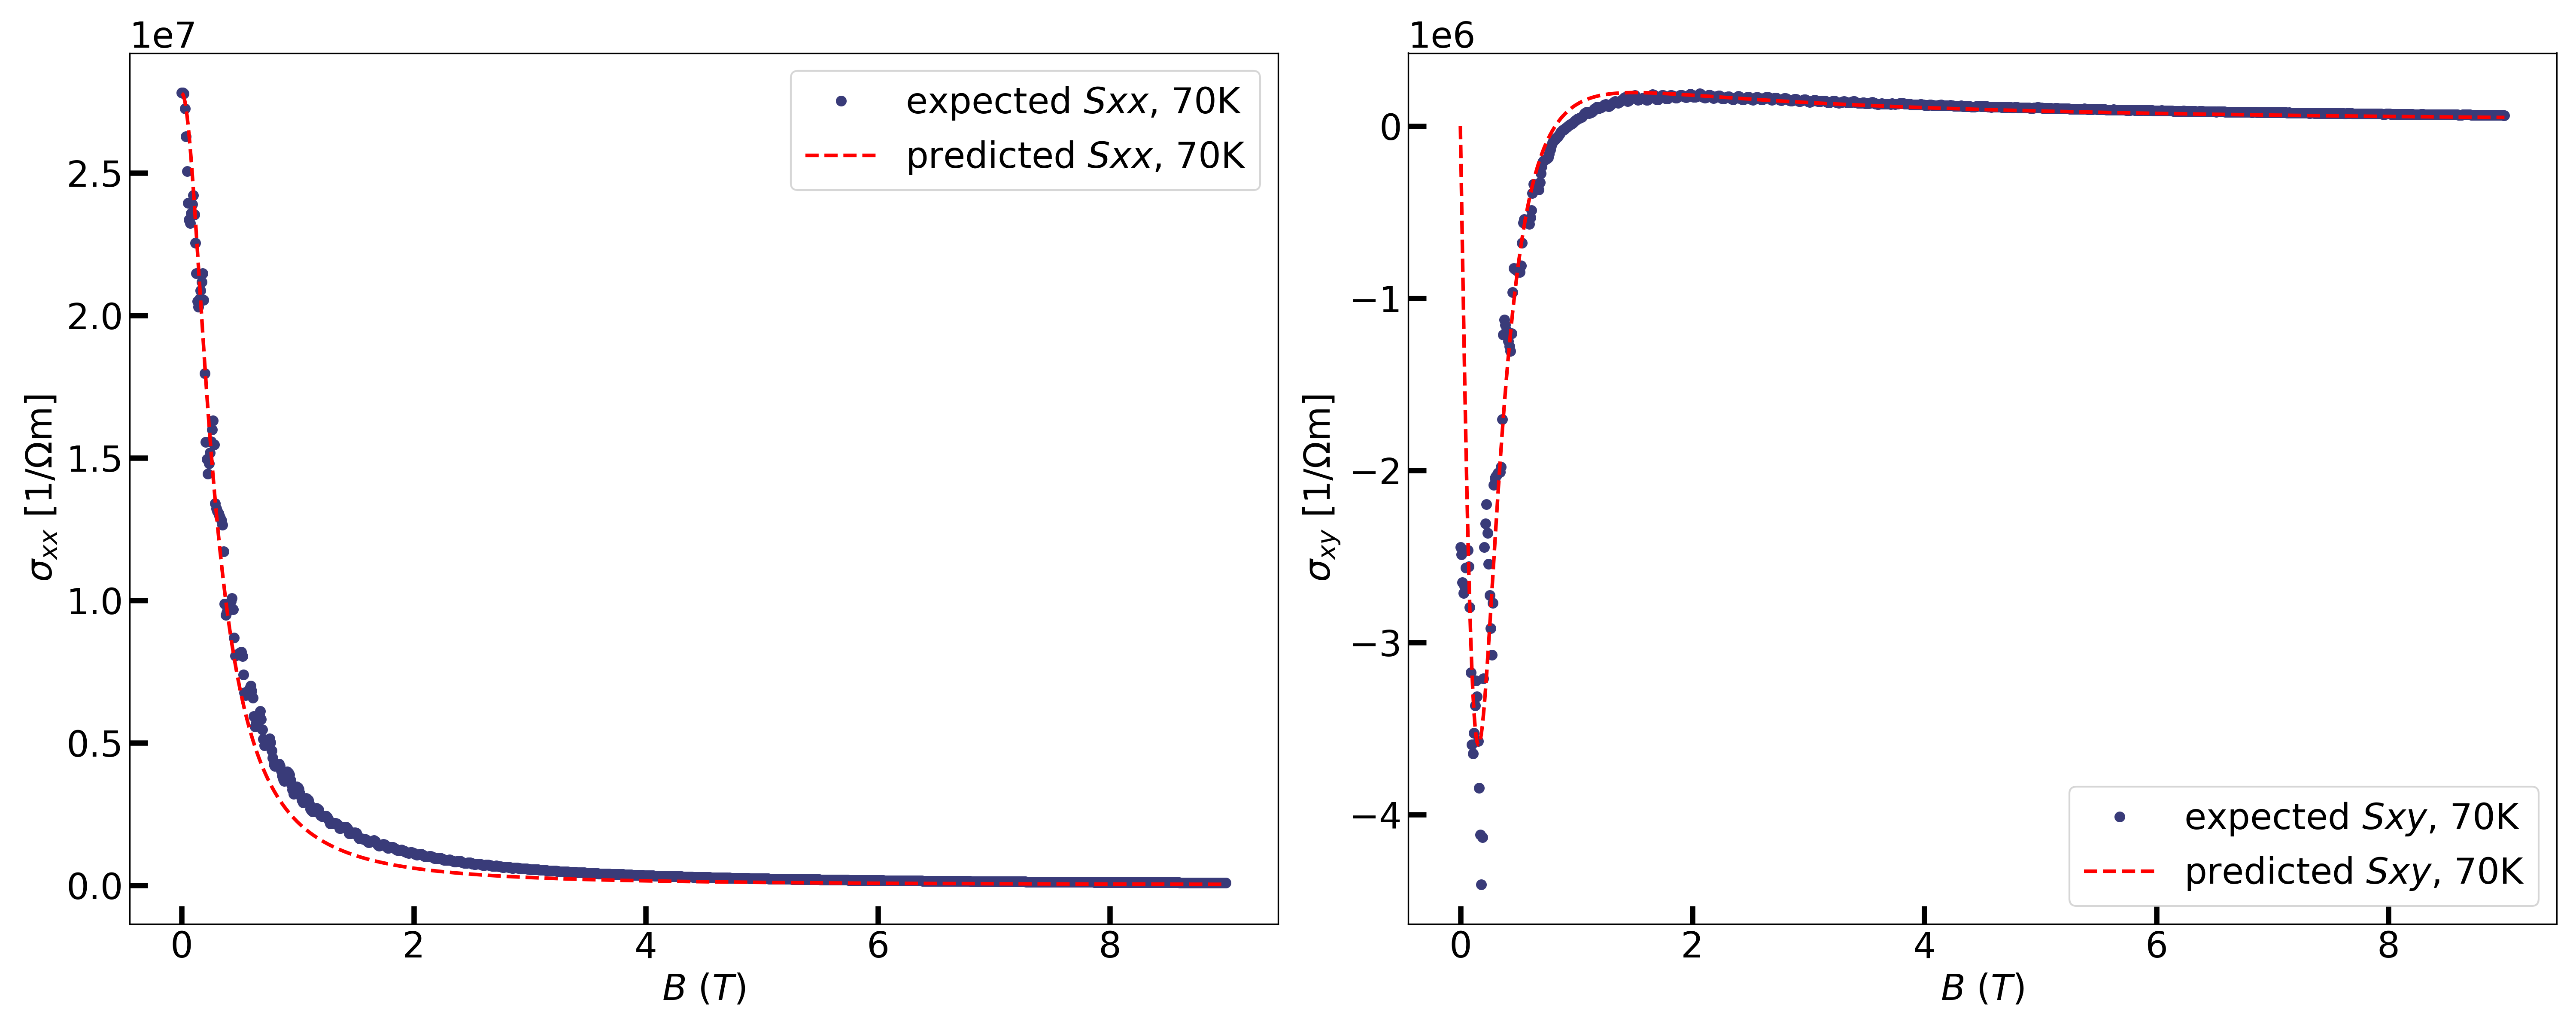 1e7
expected Sxx, 70K
predicted Sxx, 70K
2.5
2.0
1.5
1.0
0.5
0.0
σxx [1/Ωm]
0 2 4 6 8
B (T)
1e6
0
−1
−2
−3
−4
σxy [1/Ωm]
expected Sxy, 70K
predicted Sxy, 70K
0 2 4 6 8
B (T)